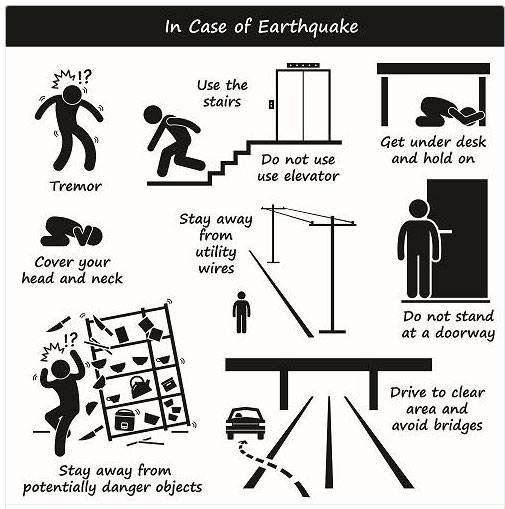 In Case of Earthquake
!?
Tremor
Use the
stairs
Do not use
use elevator
Get under desk
and hold on
Cover your
head and neck
Stay away
from
utility
wires
Do not stand
at a doorway
!?
Stay away from
potentially danger objects
Drive to clear
area and
avoid bridges